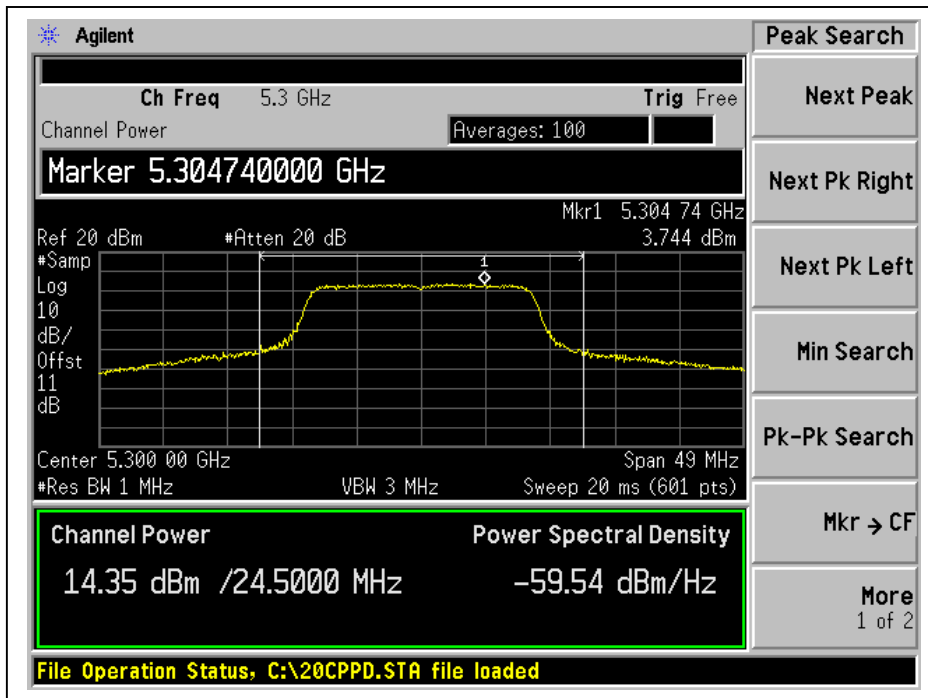 Agilent
Peak Search
Ch Freq 5.3 GHz Trig Free
Channel Power Averages: 100
Marker 5.304740000 GHz
Mkr1 5.304 74 GHz
Ref 20 dBm #Atten 20 dB 3.744 dBm
#Samp
Log
10
dB/
Offst
11
dB
1
Center 5.300 00 GHz Span 49 MHz
#Res BW 1 MHz VBW 3 MHz Sweep 20 ms (601 pts)
Channel Power Power Spectral Density
14.35 dBm /24.5000 MHz -59.54 dBm/Hz
File Operation Status, C:\20CPPD.STA file loaded
Next Peak
Next Pk Right
Next Pk Left
Min Search
Pk-Pk Search
Mkr → CF
More
1 of 2